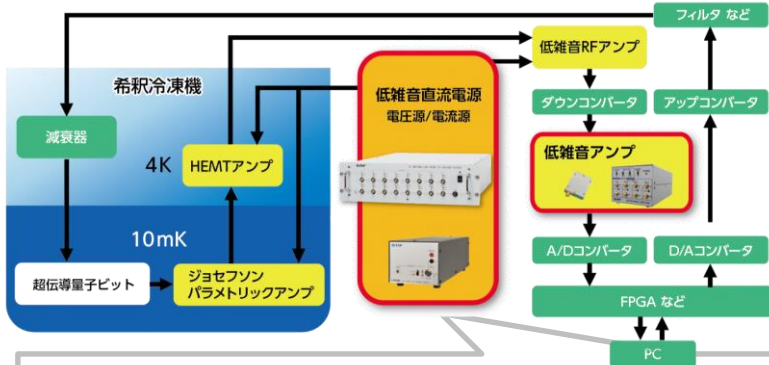 フィルタ など
低雑音RFアンプ
希釈冷凍機
低雑音直流電源
電圧源/電流源
ダウンコンバータ
アップコンバータ
減衰器
4K
HEMTアンプ
低雑音アンプ
10mK
A/Dコンバータ
D/Aコンバータ
超伝導量子ビット
ジョセフソン
パラメトリックアンプ
FPGA など
PC